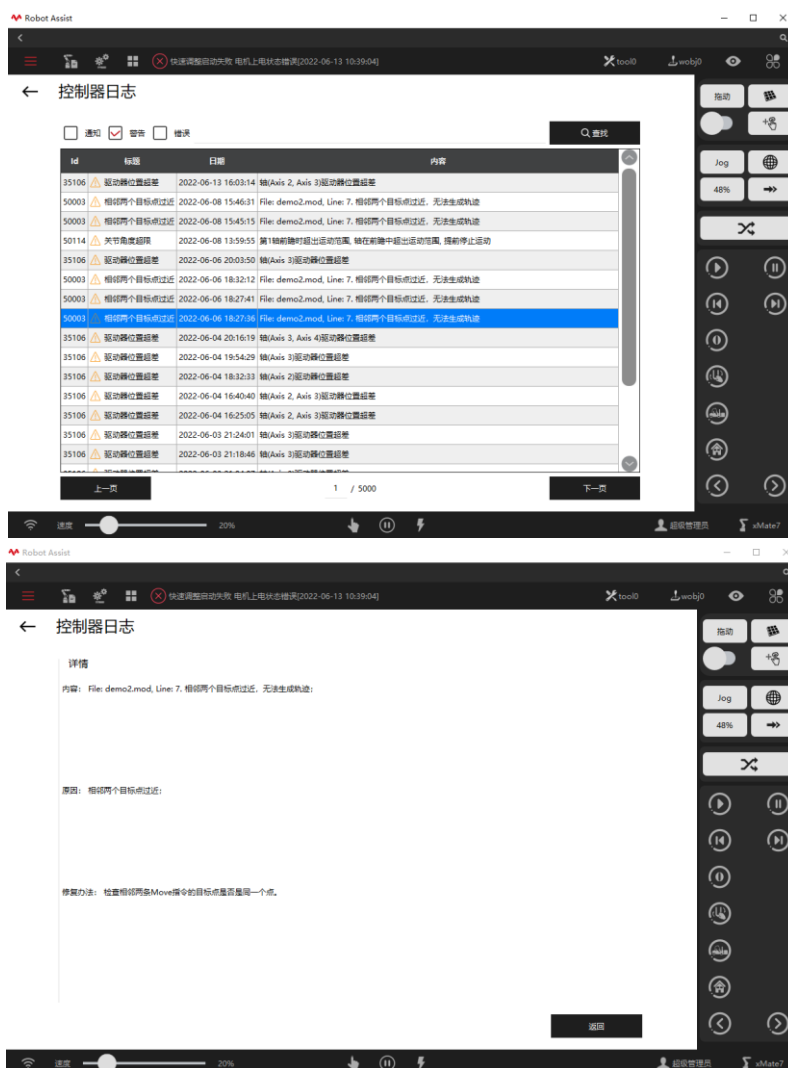 Robot Assist
快速调整启动失败 电机上电状态错误[2022-06-13 10:39:04]
tool0
wobj0
控制器日志
拖动
通知 警告 错误
查找
Jog
48%
Id 标题 日期 内容
35106 驱动器位置超差 2022-06-13 16:03:14 轴(Axis 2, Axis 3)驱动器位置超差
50003 相邻两个目标点过近 2022-06-08 15:46:31 File: demo2.mod, Line: 7. 相邻两个目标点过近，无法生成轨迹
50003 相邻两个目标点过近 2022-06-08 15:45:15 File: demo2.mod, Line: 7. 相邻两个目标点过近，无法生成轨迹
50114 关节角度超限 2022-06-08 13:59:55 第1轴前瞻时超出运动范围, 轴在前瞻中超出运动范围, 提前停止运动
35106 驱动器位置超差 2022-06-06 20:03:50 轴(Axis 3)驱动器位置超差
50003 相邻两个目标点过近 2022-06-06 18:32:12 File: demo2.mod, Line: 7. 相邻两个目标点过近，无法生成轨迹
50003 相邻两个目标点过近 2022-06-06 18:27:41 File: demo2.mod, Line: 7. 相邻两个目标点过近，无法生成轨迹
50003 相邻两个目标点过近 2022-06-06 18:27:36 File: demo2.mod, Line: 7. 相邻两个目标点过近，无法生成轨迹
35106 驱动器位置超差 2022-06-04 20:16:19 轴(Axis 3, Axis 4)驱动器位置超差
35106 驱动器位置超差 2022-06-04 19:54:29 轴(Axis 3)驱动器位置超差
35106 驱动器位置超差 2022-06-04 18:32:33 轴(Axis 2)驱动器位置超差
35106 驱动器位置超差 2022-06-04 16:40:40 轴(Axis 2, Axis 3)驱动器位置超差
35106 驱动器位置超差 2022-06-04 16:25:05 轴(Axis 2, Axis 3)驱动器位置超差
35106 驱动器位置超差 2022-06-03 21:24:01 轴(Axis 3)驱动器位置超差
35106 驱动器位置超差 2022-06-03 21:18:46 轴(Axis 3)驱动器位置超差
上一页 1 / 5000 下一页
速度 20% 超级管理员 xMate7
Robot Assist
快速调整启动失败 电机上电状态错误[2022-06-13 10:39:04]
tool0
wobj0
控制器日志
拖动
详情
内容： File: demo2.mod, Line: 7. 相邻两个目标点过近，无法生成轨迹;
Jog
48%
原因： 相邻两个目标点过近;
修复办法： 检查相邻两条Move指令的目标点是否是同一个点。
返回
速度 20% 超级管理员 xMate7